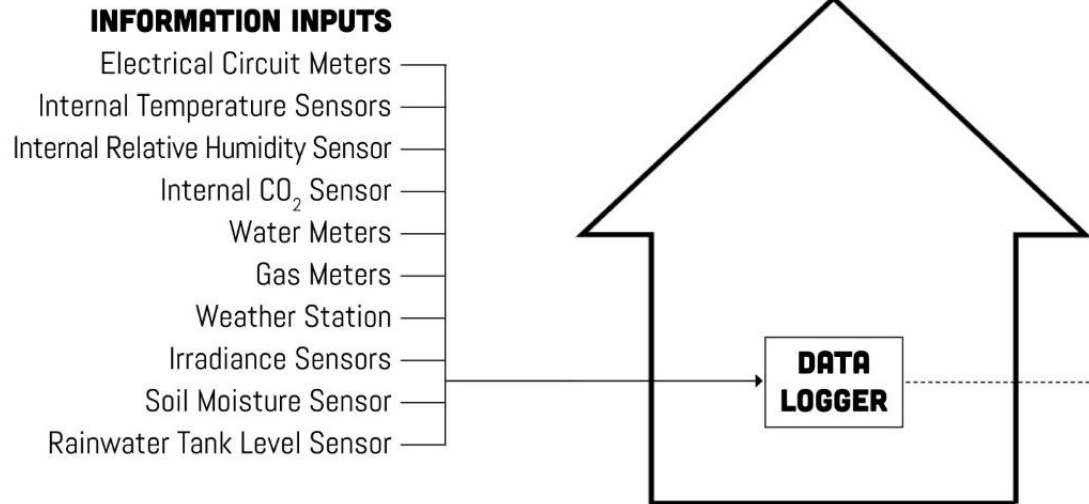 INFORMATION INPUTS
Electrical Circuit Meters
Internal Temperature Sensors
Internal Relative Humidity Sensor
Internal CO₂ Sensor
Water Meters
Gas Meters
Weather Station
Irradiance Sensors
Soil Moisture Sensor
Rainwater Tank Level Sensor
DATA
LOGGER